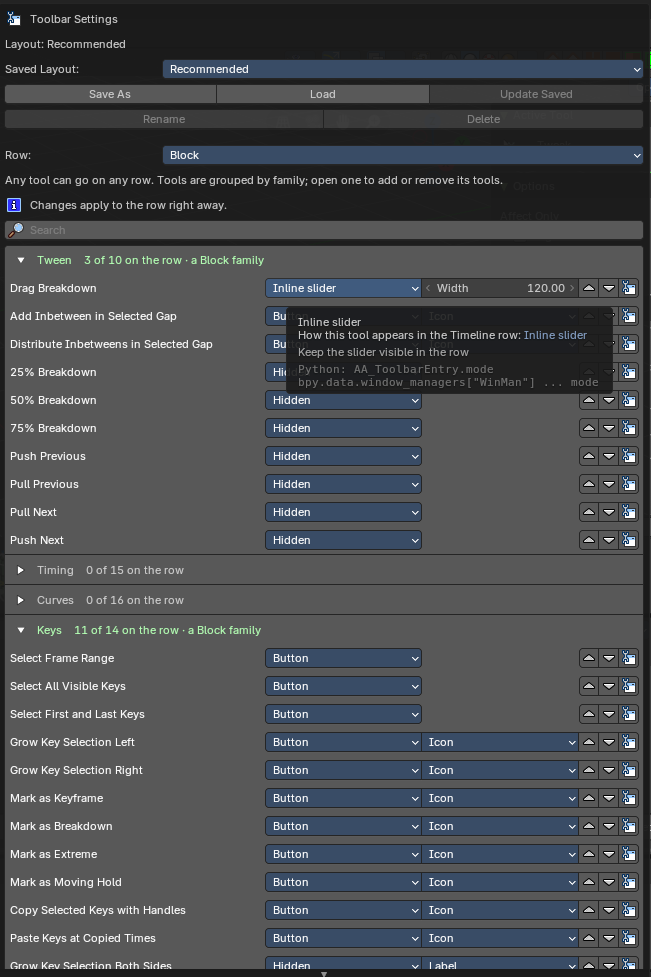 Toolbar Settings
Layout: Recommended
Saved Layout: Recommended
Save As Load Update Saved
Rename Delete
Row: Block
Any tool can go on any row. Tools are grouped by family; open one to add or remove its tools.
Options
i Changes apply to the row right away.
Search
Tween 3 of 10 on the row · a Block family
Drag Breakdown Inline slider Width 120.00
Add Inbetween in Selected Gap Icon
Inline slider
How this tool appears in the Timeline row: Inline slider
Distribute Inbetweens in Selected Gap
Keep the slider visible in the row
25% Breakdown
Python: AA_ToolbarEntry.mode
bpy.data.window_managers["WinMan"] ... mode
50% Breakdown Hidden
75% Breakdown Hidden
Push Previous Hidden
Pull Previous Hidden
Pull Next Hidden
Push Next Hidden
Timing 0 of 15 on the row
Curves 0 of 16 on the row
Keys 11 of 14 on the row · a Block family
Select Frame Range Button
Select All Visible Keys Button
Select First and Last Keys Button
Grow Key Selection Left Button Icon
Grow Key Selection Right Button Icon
Mark as Keyframe Button Icon
Mark as Breakdown Button Icon
Mark as Extreme Button Icon
Mark as Moving Hold Button Icon
Copy Selected Keys with Handles Button Icon
Paste Keys at Copied Times Button Icon
Grow Key Selection Both Sides Hidden Label